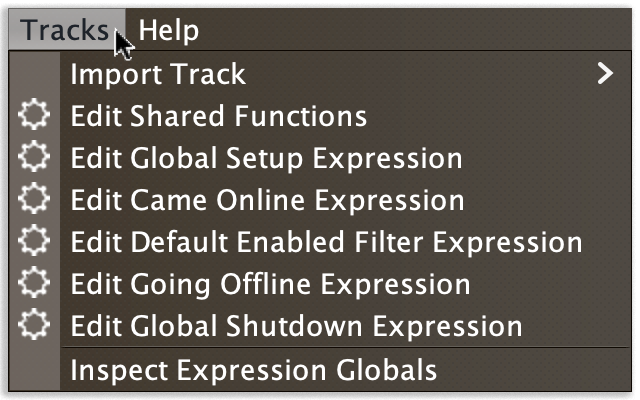 Tracks Help
Import Track
Edit Shared Functions
Edit Global Setup Expression
Edit Came Online Expression
Edit Default Enabled Filter Expression
Edit Going Offline Expression
Edit Global Shutdown Expression
Inspect Expression Globals